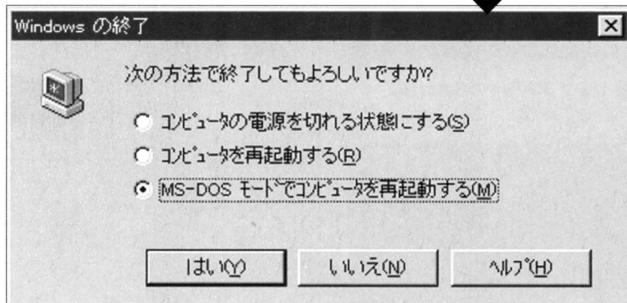 Windows の終了
次の方法で終了してもよろしいですか?
ｺﾝﾋﾟｭｰﾀの電源を切れる状態にする(S)
ｺﾝﾋﾟｭｰﾀを再起動する(R)
MS-DOS ﾓｰﾄﾞでｺﾝﾋﾟｭｰﾀを再起動する(M)
はい(Y)
いいえ(N)
ﾍﾙﾌﾟ(H)